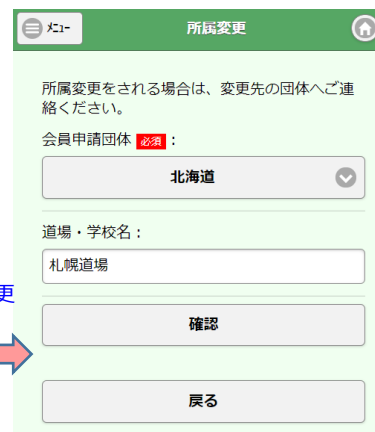 ﾒﾆｭｰ
所属変更
所属変更をされる場合は、変更先の団体へご連
絡ください。
会員申請団体 必須 :
北海道
道場・学校名 :
札幌道場
更
確認
戻る